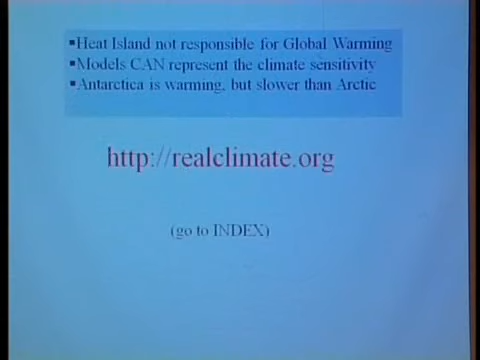 ▪Heat Island not responsible for Global Warming
▪Models CAN represent the climate sensitivity
▪Antarctica is warming, but slower than Arctic
http://realclimate.org
(go to INDEX)